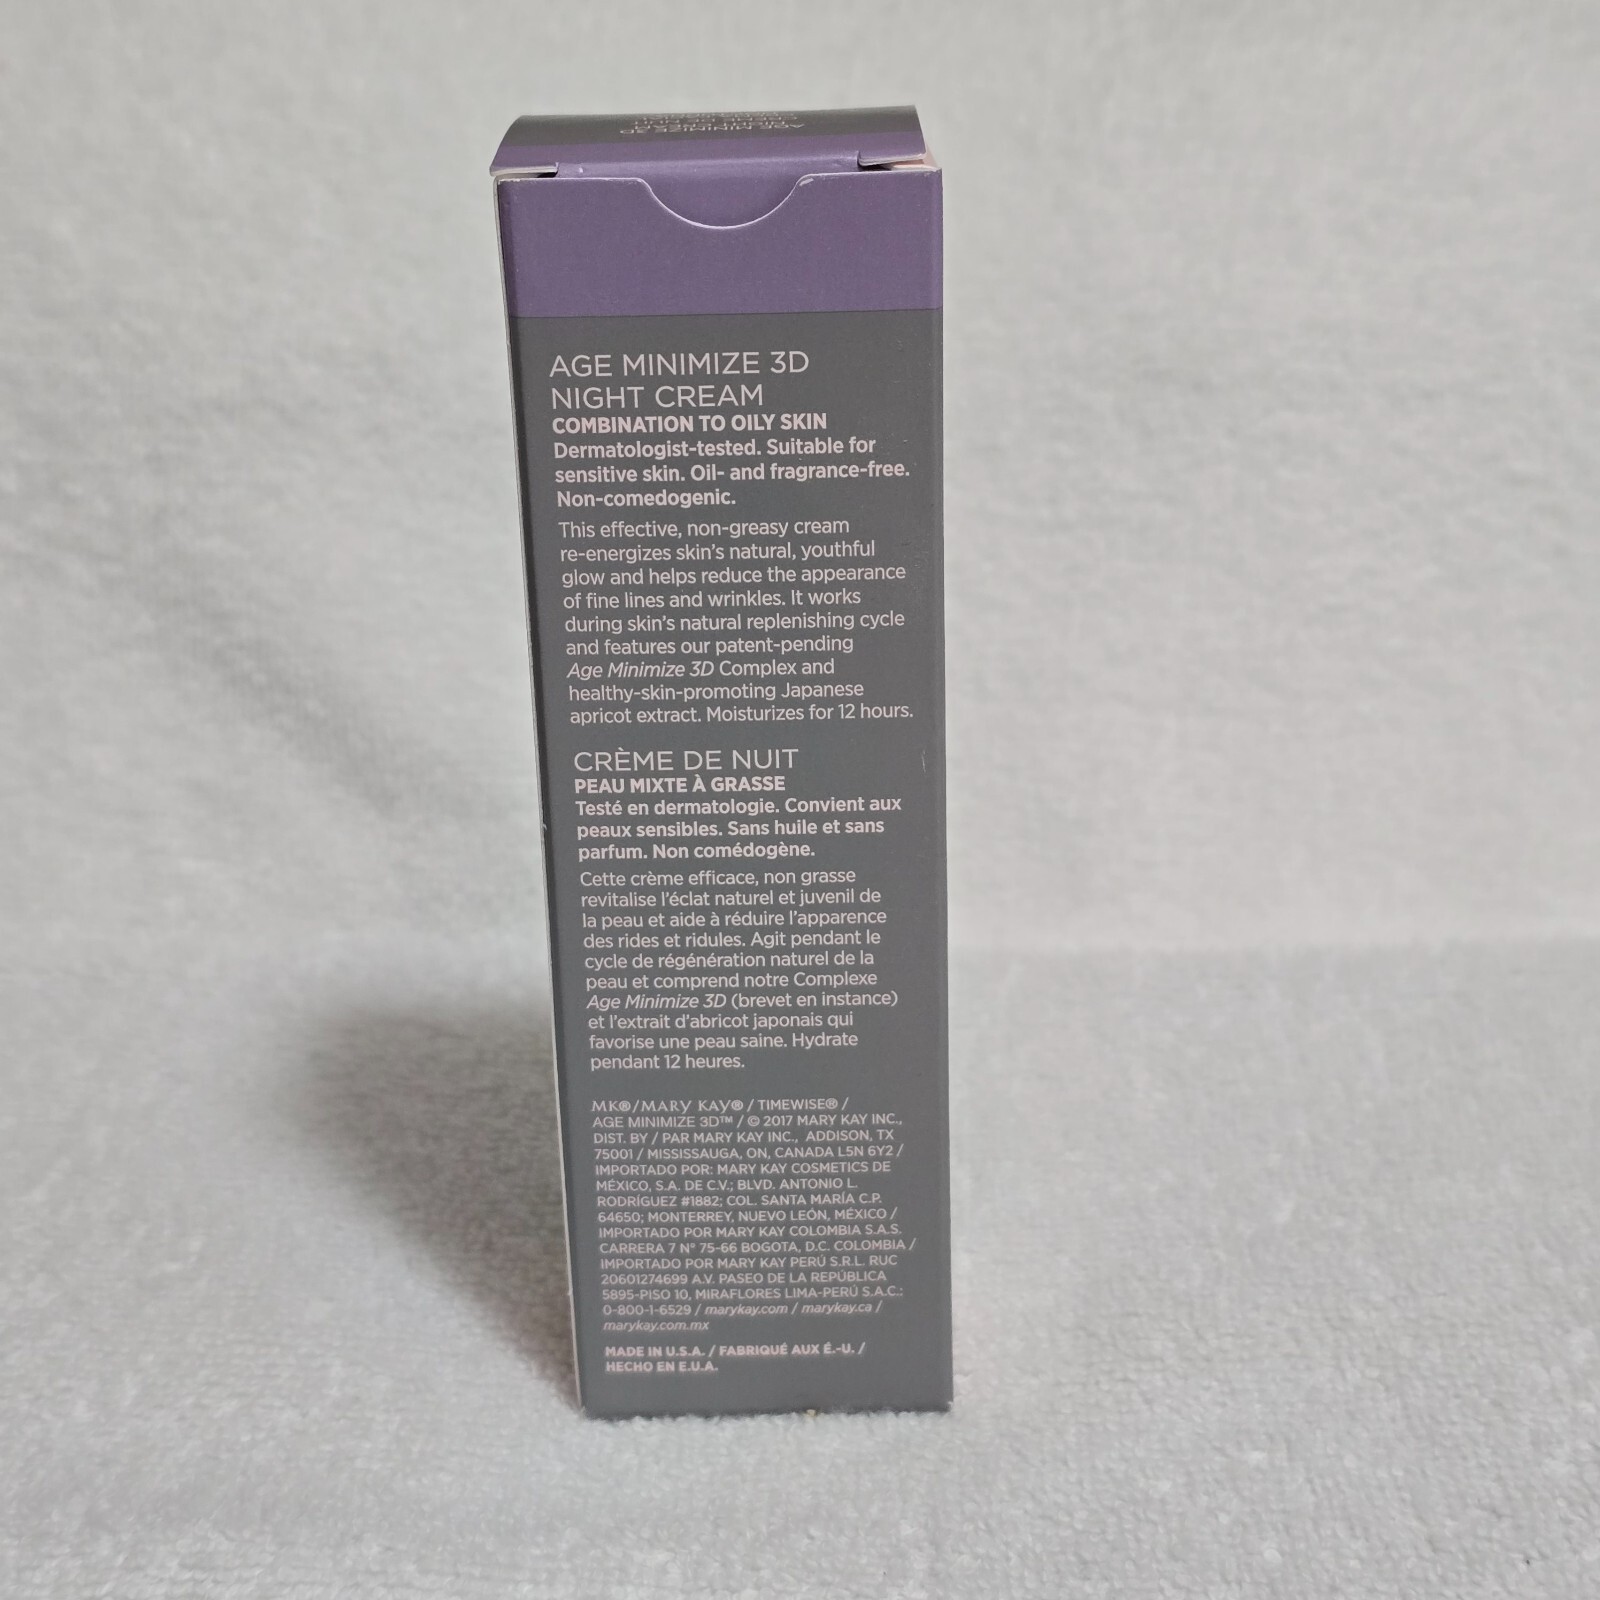 AGE MINIMIZE 3D
AGE MINIMIZE 3D
NIGHT CREAM
COMBINATION TO OILY SKIN
Dermatologist-tested. Suitable for
sensitive skin. Oil- and fragrance-free.
Non-comedogenic.
This effective, non-greasy cream
re-energizes skin's natural, youthful
glow and helps reduce the appearance
of fine lines and wrinkles. It works
during skin's natural replenishing cycle
and features our patent-pending
Age Minimize 3D Complex and
healthy-skin-promoting Japanese
apricot extract. Moisturizes for 12 hours.
CRÈME DE NUIT
PEAU MIXTE À GRASSE
Testé en dermatologie. Convient aux
peaux sensibles. Sans huile et sans
parfum. Non comédogène.
Cette crème efficace, non grasse
revitalise l'éclat naturel et juvenil de
la peau et aide à réduire l'apparence
des rides et ridules. Agit pendant le
cycle de régénération naturel de la
peau et comprend notre Complexe
Age Minimize 3D (brevet en instance)
et l'extrait d'abricot japonais qui
favorise une peau saine. Hydrate
pendant 12 heures.
MK®/MARY KAY® / TIMEWISE® /
AGE MINIMIZE 3D™ / © 2017 MARY KAY INC.,
DIST. BY / PAR MARY KAY INC., ADDISON, TX
75001 / MISSISSAUGA, ON, CANADA L5N 6Y2 /
IMPORTADO POR: MARY KAY COSMETICS DE
MÉXICO, S.A. DE C.V.; BLVD. ANTONIO L.
RODRÍGUEZ #1882; COL. SANTA MARÍA C.P.
64650; MONTERREY, NUEVO LEÓN, MÉXICO /
IMPORTADO POR MARY KAY COLOMBIA S.A.S.
CARRERA 7 N° 75-66 BOGOTA, D.C. COLOMBIA /
IMPORTADO POR MARY KAY PERÚ S.R.L. RUC
20601274699 A.V. PASEO DE LA REPÚBLICA
5895-PISO 10, MIRAFLORES LIMA-PERÚ S.A.C.:
0-800-1-6529 / marykay.com / marykay.ca /
marykay.com.mx
MADE IN U.S.A. / FABRIQUÉ AUX É.-U. /
HECHO EN E.U.A.